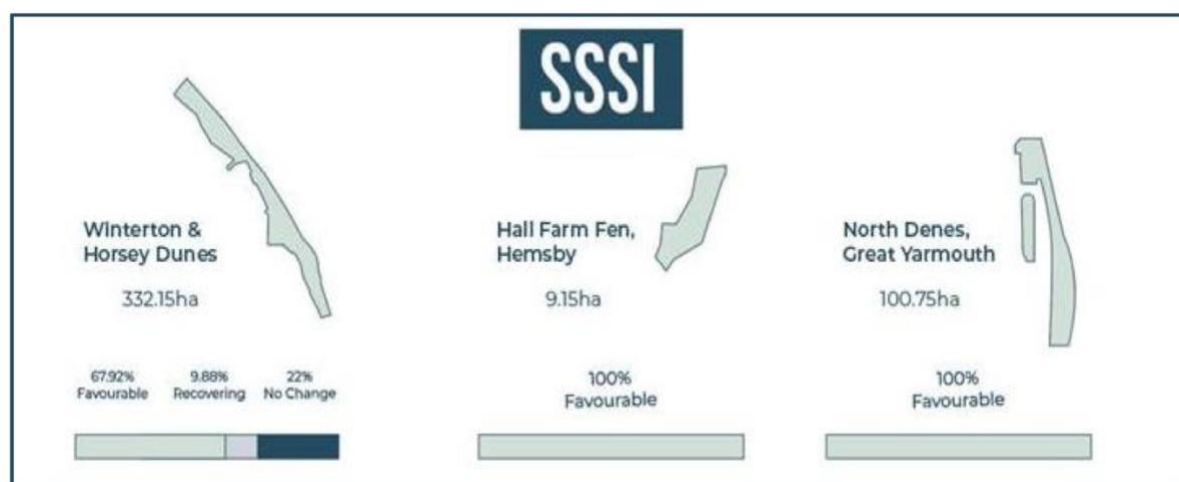 SSSI
Winterton &
Horsey Dunes
332.15ha
67.92%
Favourable
9.88%
Recovering
22%
No Change
Hall Farm Fen,
Hemsby
9.15ha
100%
Favourable
North Denes,
Great Yarmouth
100.75ha
100%
Favourable